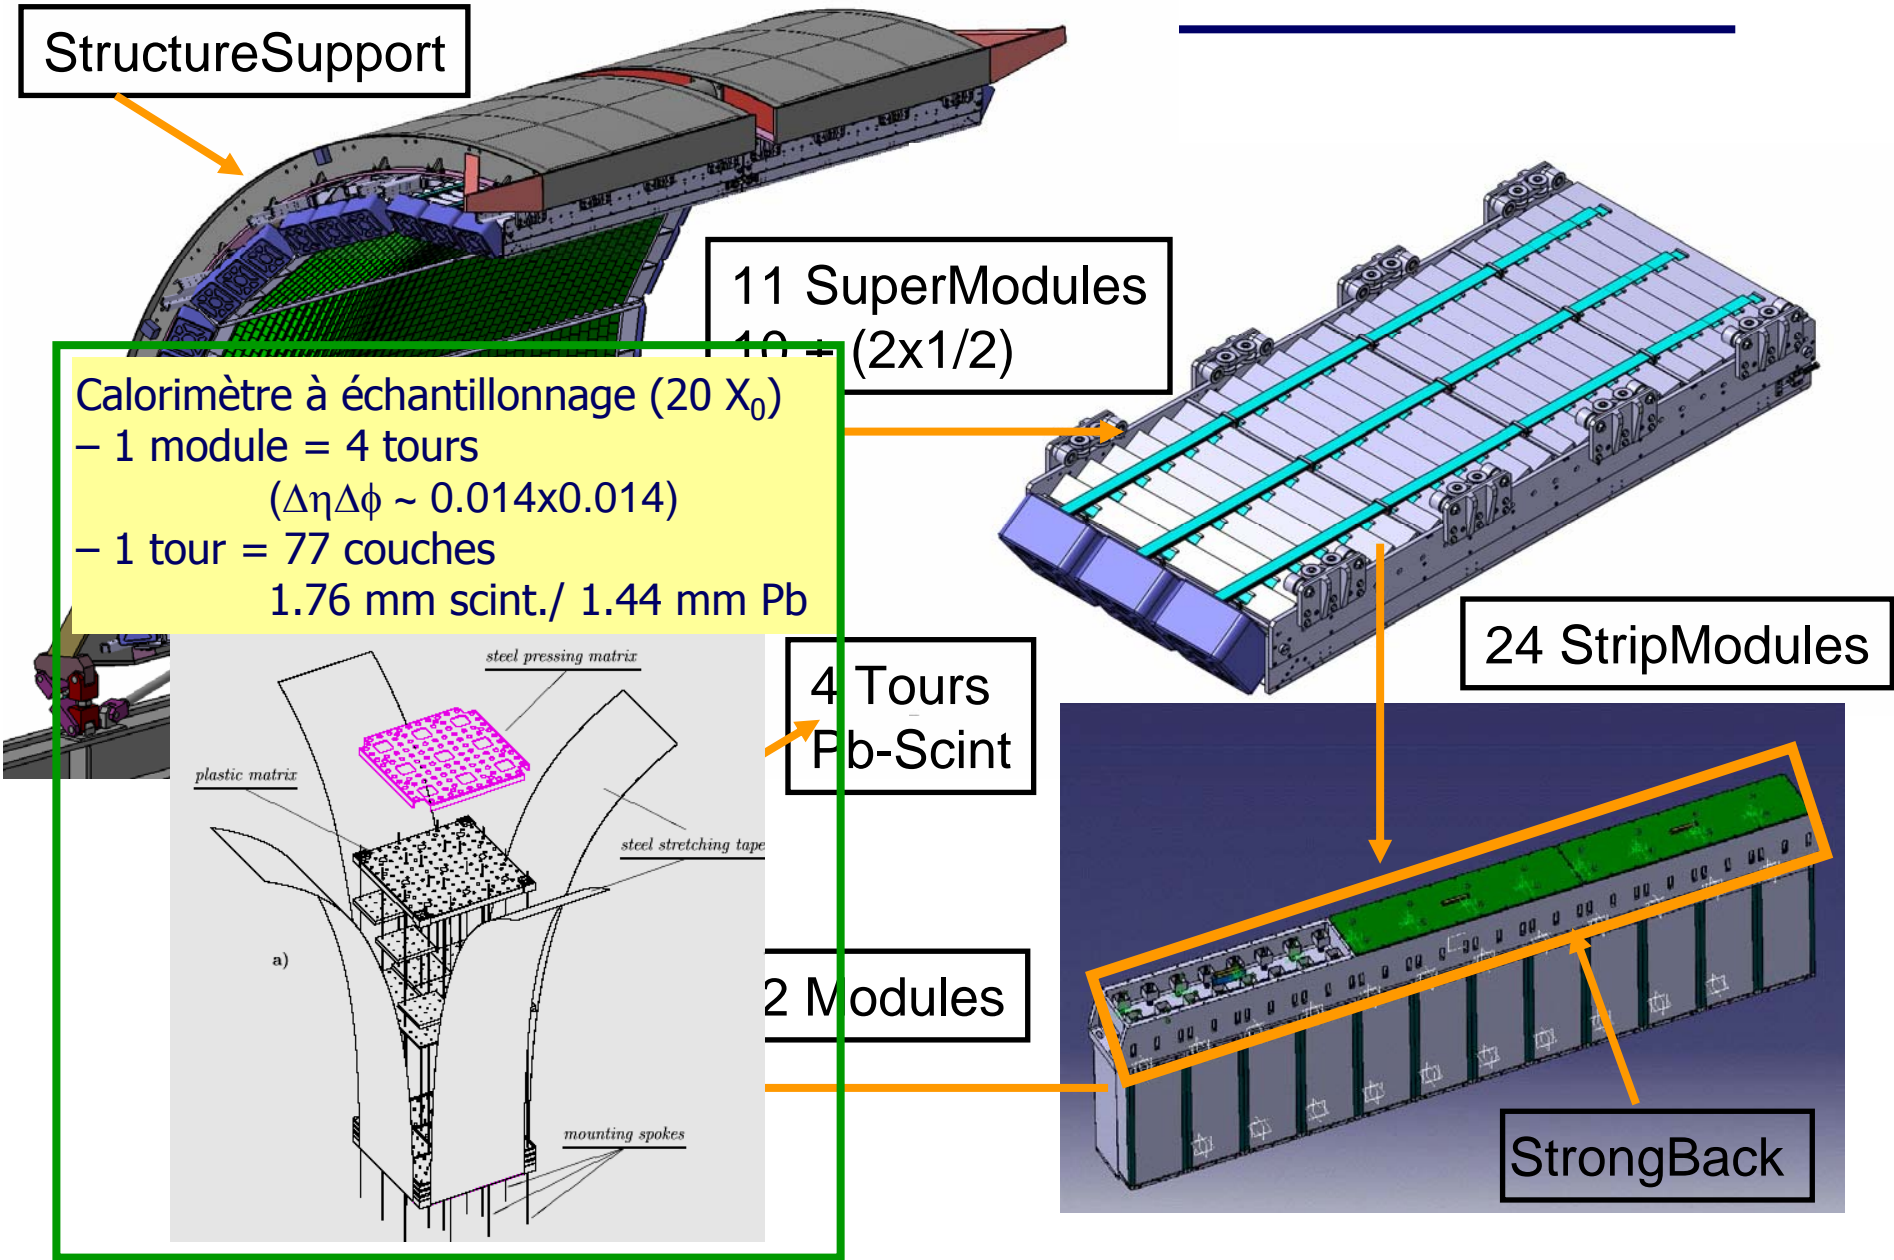 StructureSupport
11 SuperModules
10 + (2x1/2)
Calorimètre à échantillonnage (20 X₀)
– 1 module = 4 tours
(ΔηΔϕ ~ 0.014x0.014)
– 1 tour = 77 couches
1.76 mm scint./ 1.44 mm Pb
24 StripModules
4 Tours
Pb-Scint
steel pressing matrix
plastic matrix
steel stretching tape
a)
2 Modules
mounting spokes
StrongBack